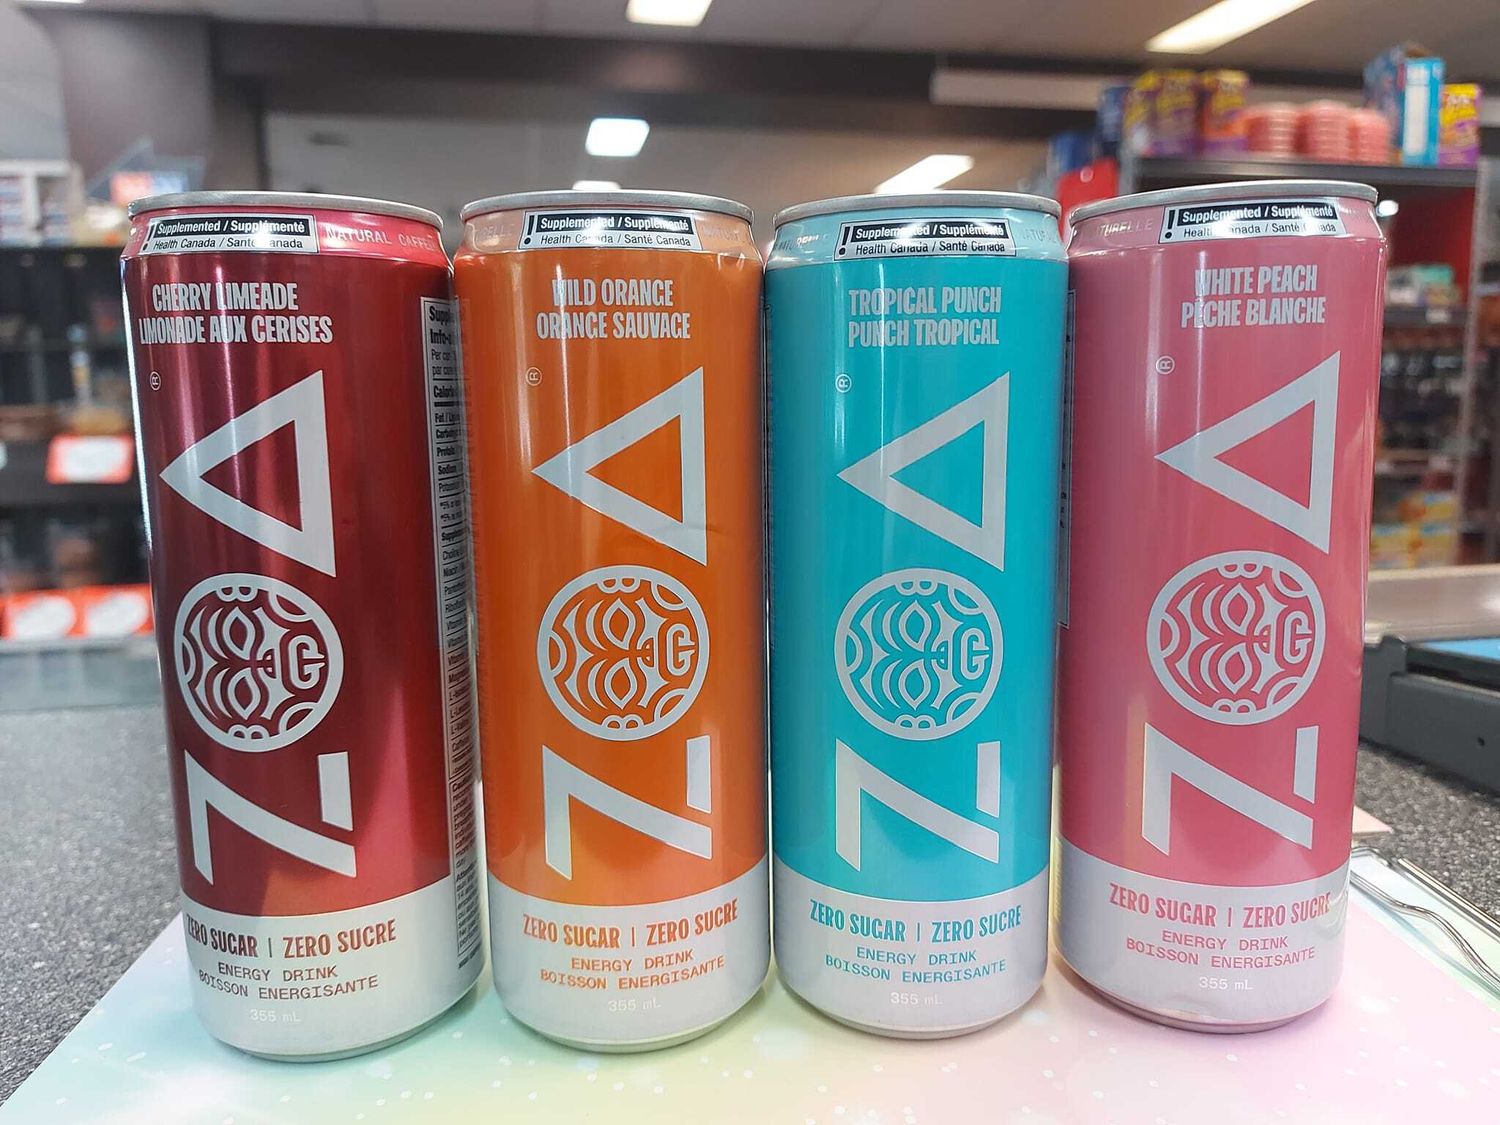 Supplemented / Supplémenté
Health Canada / Santé Canada
NATURAL CAFFE
CHERRY LIMEADE
LIMONADE AUX CERISES
®
ZOA
G
ZERO SUGAR | ZERO SUCRE
ENERGY DRINK
BOISSON ENERGISANTE
355 mL
Supplemented / Supplémenté
Health Canada / Santé Canada
WILD ORANGE
ORANGE SAUVAGE
®
ZOA
G
ZERO SUGAR | ZERO SUCRE
ENERGY DRINK
BOISSON ENERGISANTE
355 mL
Supplemented / Supplémenté
Health Canada / Santé Canada
TROPICAL PUNCH
PUNCH TROPICAL
®
ZOA
G
ZERO SUGAR | ZERO SUCRE
ENERGY DRINK
BOISSON ENERGISANTE
355 mL
Supplemented / Supplémenté
Health Canada / Santé Canada
WHITE PEACH
PÊCHE BLANCHE
®
ZOA
G
ZERO SUGAR | ZERO SUCRE
ENERGY DRINK
BOISSON ENERGISANTE
355 mL